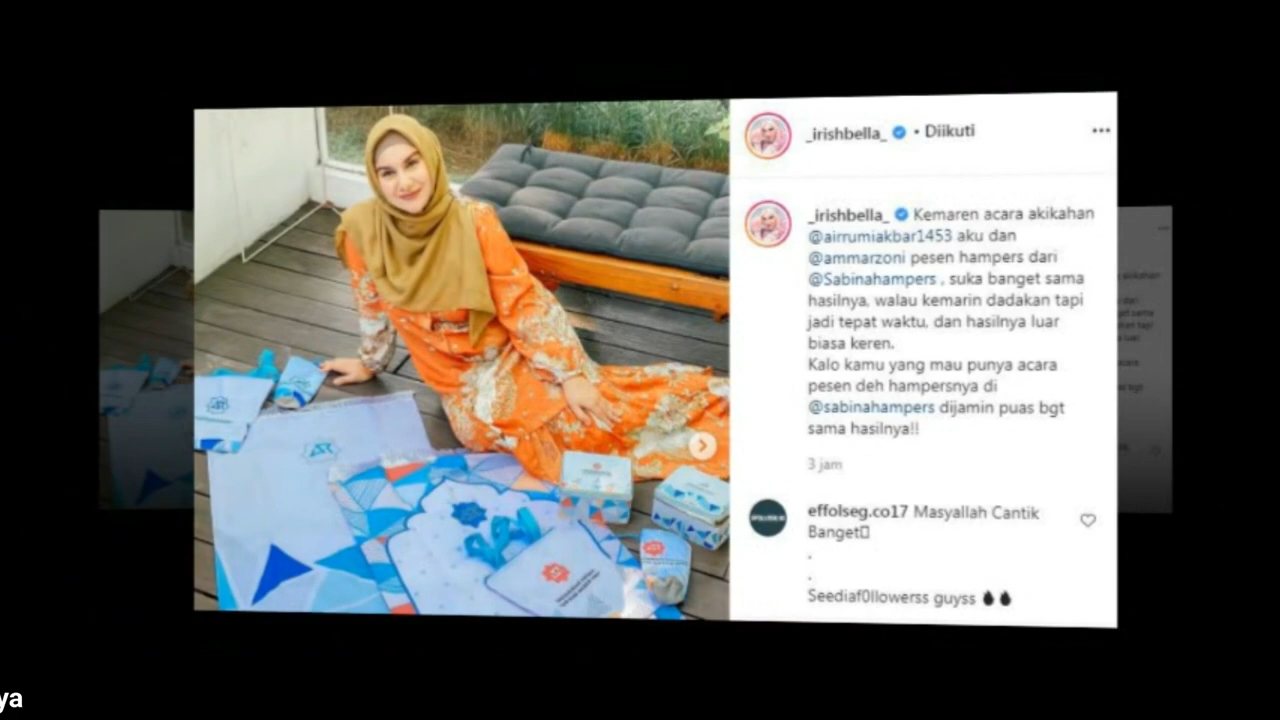 _irishbella_ • Diikuti
_irishbella_ Kemaren acara akikahan
@airrumiakbar1453 aku dan
@ammarzoni pesen hampers dari
@Sabinahampers , suka banget sama
hasilnya, walau kemarin dadakan tapi
jadi tepat waktu, dan hasilnya luar
biasa keren.
Kalo kamu yang mau punya acara
pesen deh hampersnya di
@sabinahampers dijamin puas bgt
sama hasilnya!!
3 jam
effolseg.co17 Masyallah Cantik
Banget
.
.
Seediaf0llowerss guyss
ya